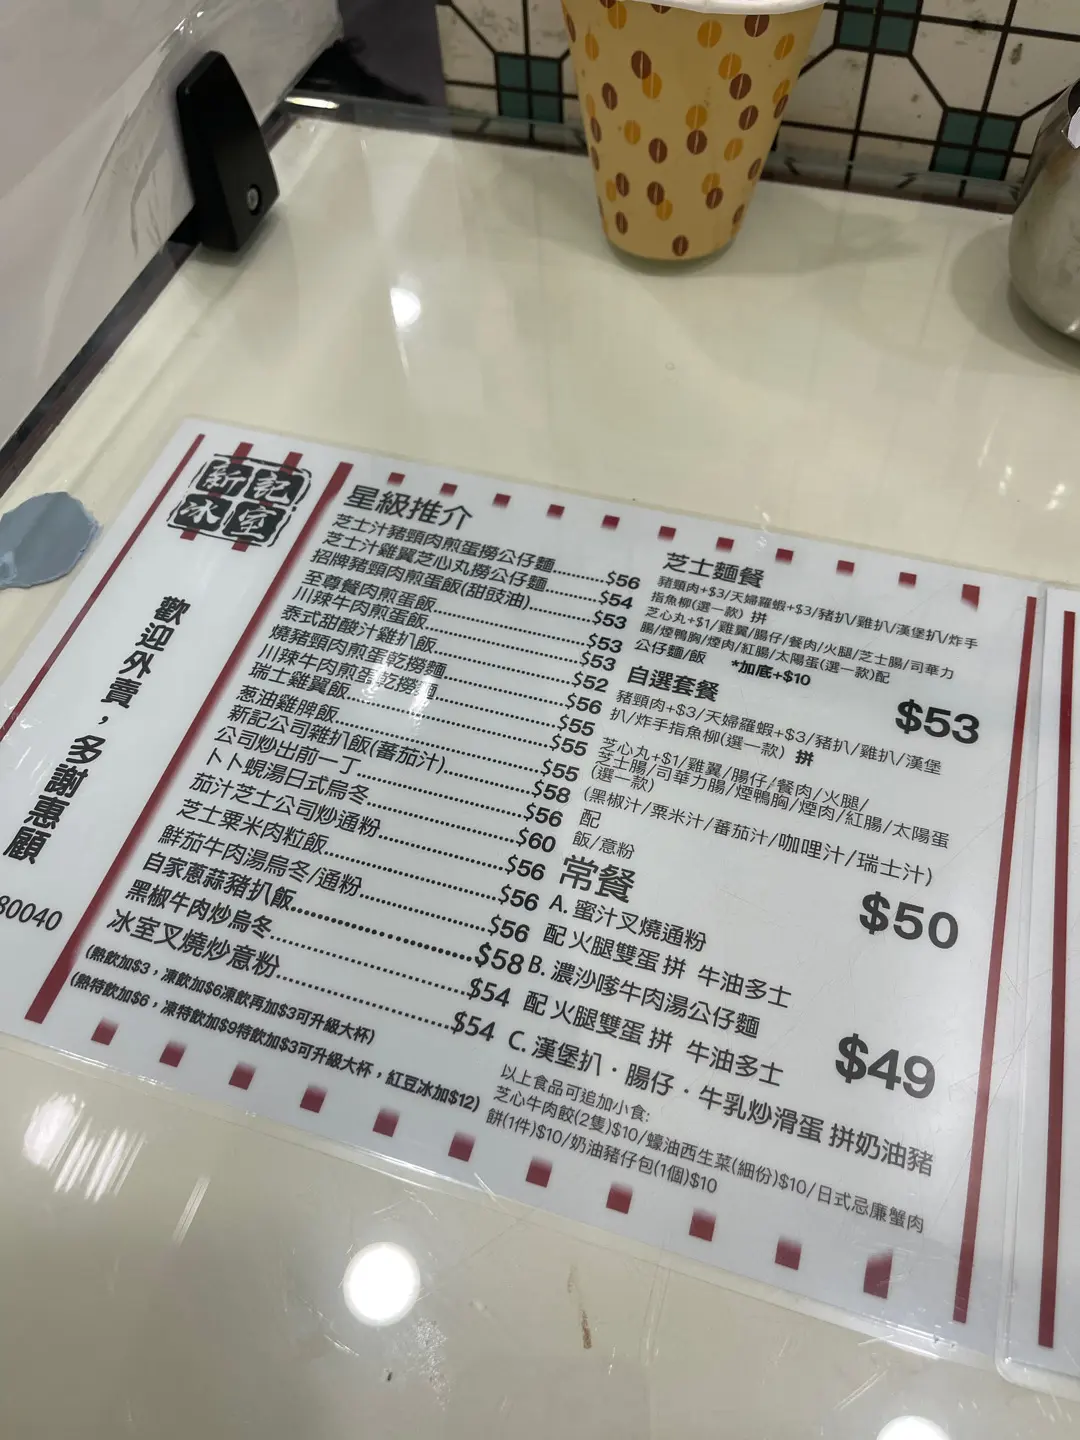 新記
冰室
歡迎外賣，多謝惠顧
80040
星級推介
芝士汁豬頸肉煎蛋撈公仔麵..........$56
芝士汁雞翼芝心丸撈公仔麵..........$54
招牌豬頸肉煎蛋飯(甜豉油)..........$53
至尊餐肉煎蛋飯..........$53
川辣牛肉煎蛋飯..........$53
泰式甜酸汁雞扒飯..........$52
燒豬頸肉煎蛋乾撈麵..........$56
川辣牛肉煎蛋乾撈麵..........$55
瑞士雞翼飯..........$55
葱油雞脾飯..........$55
新記公司雜扒飯(蕃茄汁)..........$58
公司炒出前一丁..........$56
卜卜蜆湯日式烏冬..........$60
茄汁芝士公司炒通粉..........$56
芝士粟米肉粒飯..........$56
鮮茄牛肉湯烏冬/通粉..........$56
自家蔥蒜豬扒飯..........$58
黑椒牛肉炒烏冬..........$54
冰室叉燒炒意粉..........$54
(熱飲加$3，凍飲加$6凍飲再加$3可升級大杯)
(熱特飲加$6，凍特飲加$9特飲加$3可升級大杯，紅豆冰加$12)
芝士麵餐
豬頸肉+$3/天婦羅蝦+$3/豬扒/雞扒/漢堡扒/炸手
指魚柳(選一款) 拼
芝心丸+$1/雞翼/腸仔/餐肉/火腿/芝士腸/司華力
腸/煙鴨胸/煙肉/紅腸/太陽蛋(選一款)配
公仔麵/飯 *加底+$10
$53
自選套餐
豬頸肉+$3/天婦羅蝦+$3/豬扒/雞扒/漢堡
扒/炸手指魚柳(選一款) 拼
芝心丸+$1/雞翼/腸仔/餐肉/火腿/
芝士腸/司華力腸/煙鴨胸/煙肉/紅腸/太陽蛋
(選一款)
(黑椒汁/粟米汁/蕃茄汁/咖哩汁/瑞士汁)
配
飯/意粉
$50
常餐
A. 蜜汁叉燒通粉
配 火腿雙蛋 拼 牛油多士
B. 濃沙嗲牛肉湯公仔麵
配 火腿雙蛋 拼 牛油多士
$49
C. 漢堡扒．腸仔．牛乳炒滑蛋 拼奶油豬
以上食品可追加小食:
芝心牛肉餃(2隻)$10/蠔油西生菜(細份)$10/日式忌廉蟹肉
餅(1件)$10/奶油豬仔包(1個)$10